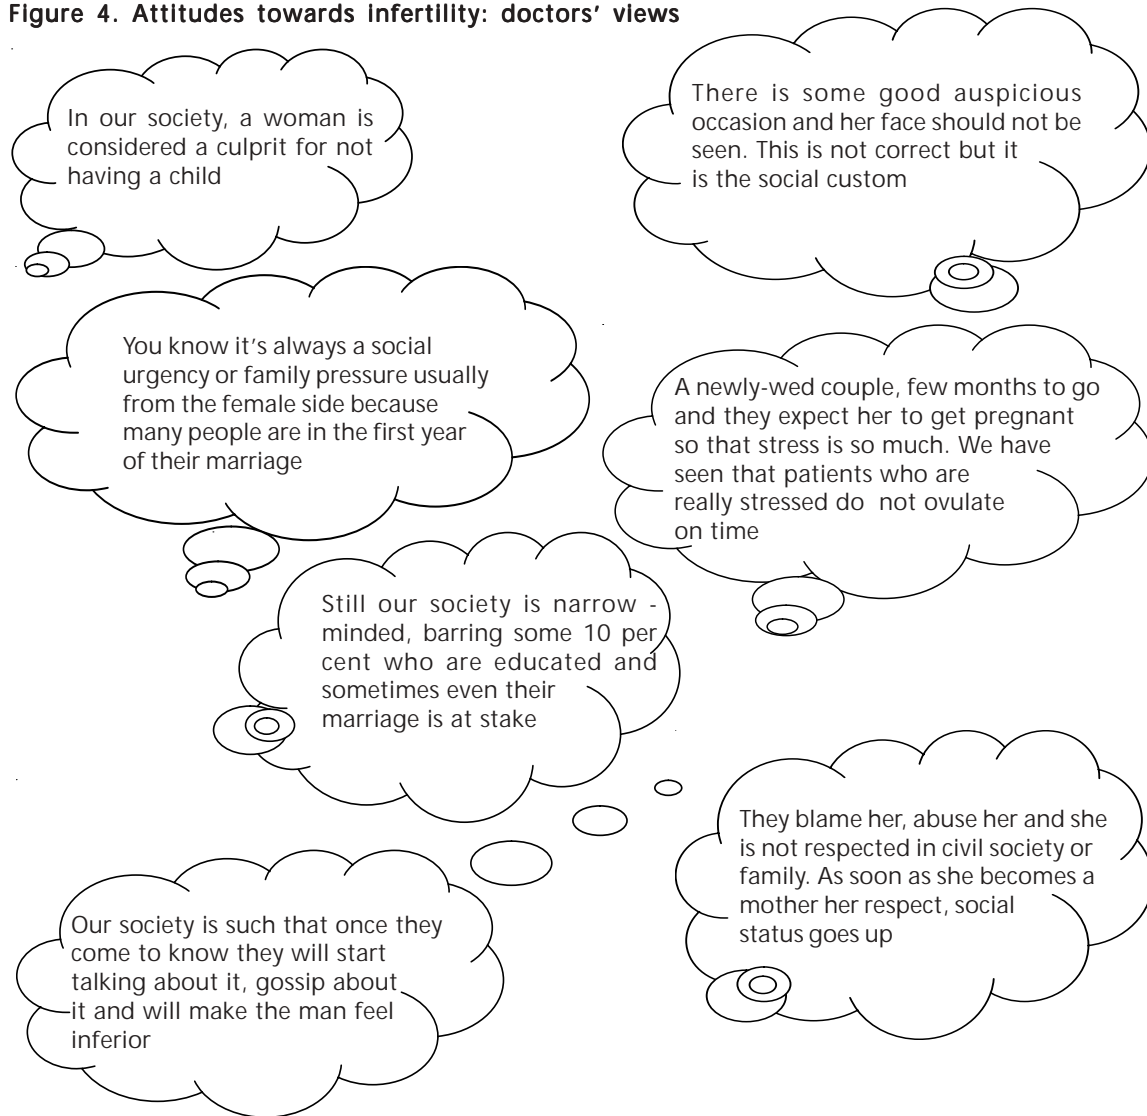 Figure 4. Attitudes towards infertility: doctors' views
In our society, a woman is
considered a culprit for not
having a child
There is some good auspicious
occasion and her face should not be
seen. This is not correct but it
is the social custom
You know it's always a social
urgency or family pressure usually
from the female side because
many people are in the first year
of their marriage
A newly-wed couple, few months to go
and they expect her to get pregnant
so that stress is so much. We have
seen that patients who are
really stressed do not ovulate
on time
Still our society is narrow -
minded, barring some 10 per
cent who are educated and
sometimes even their
marriage is at stake
They blame her, abuse her and she
is not respected in civil society or
family. As soon as she becomes a
mother her respect, social
status goes up
Our society is such that once they
come to know they will start
talking about it, gossip about
it and will make the man feel
inferior